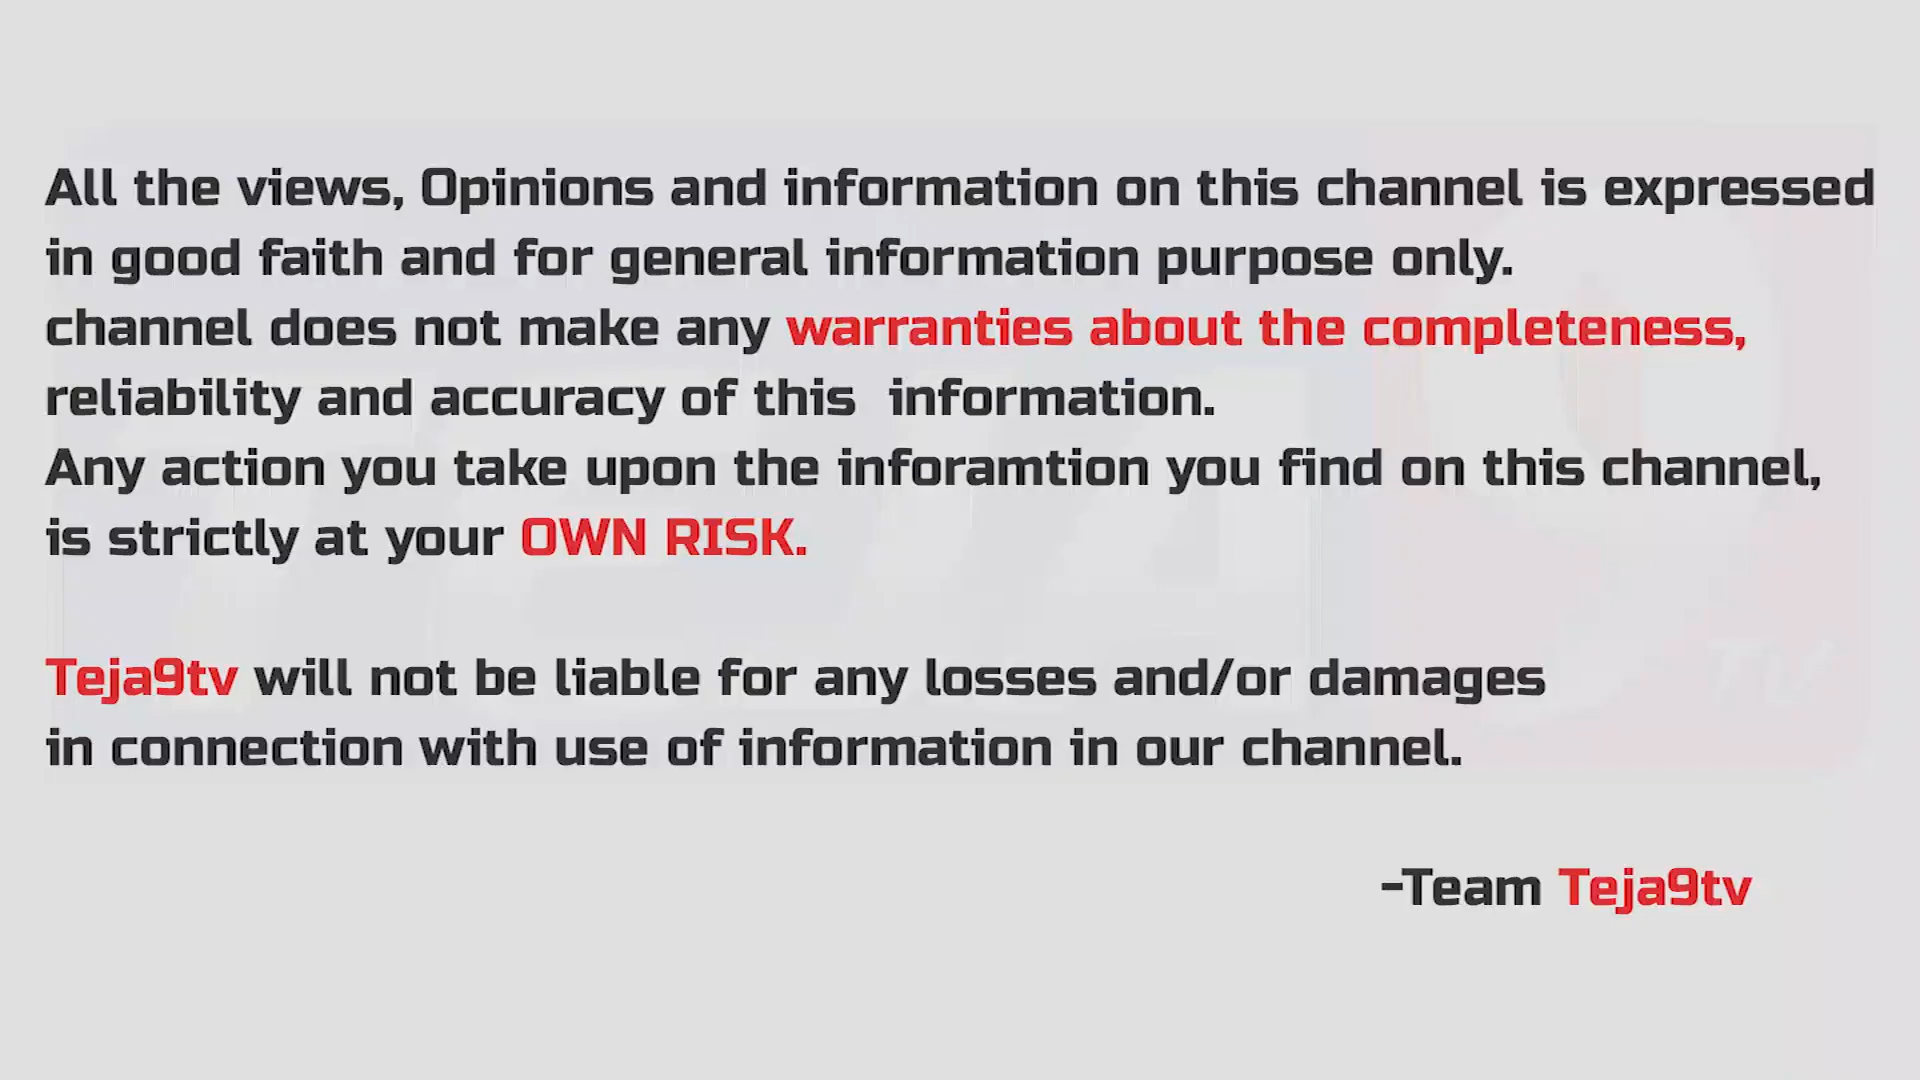 All the views, Opinions and information on this channel is expressed
in good faith and for general information purpose only.
channel does not make any warranties about the completeness,
reliability and accuracy of this  information.
Any action you take upon the inforamtion you find on this channel,
is strictly at your OWN RISK.
Teja9tv will not be liable for any losses and/or damages
in connection with use of information in our channel.
-Team Teja9tv
TV